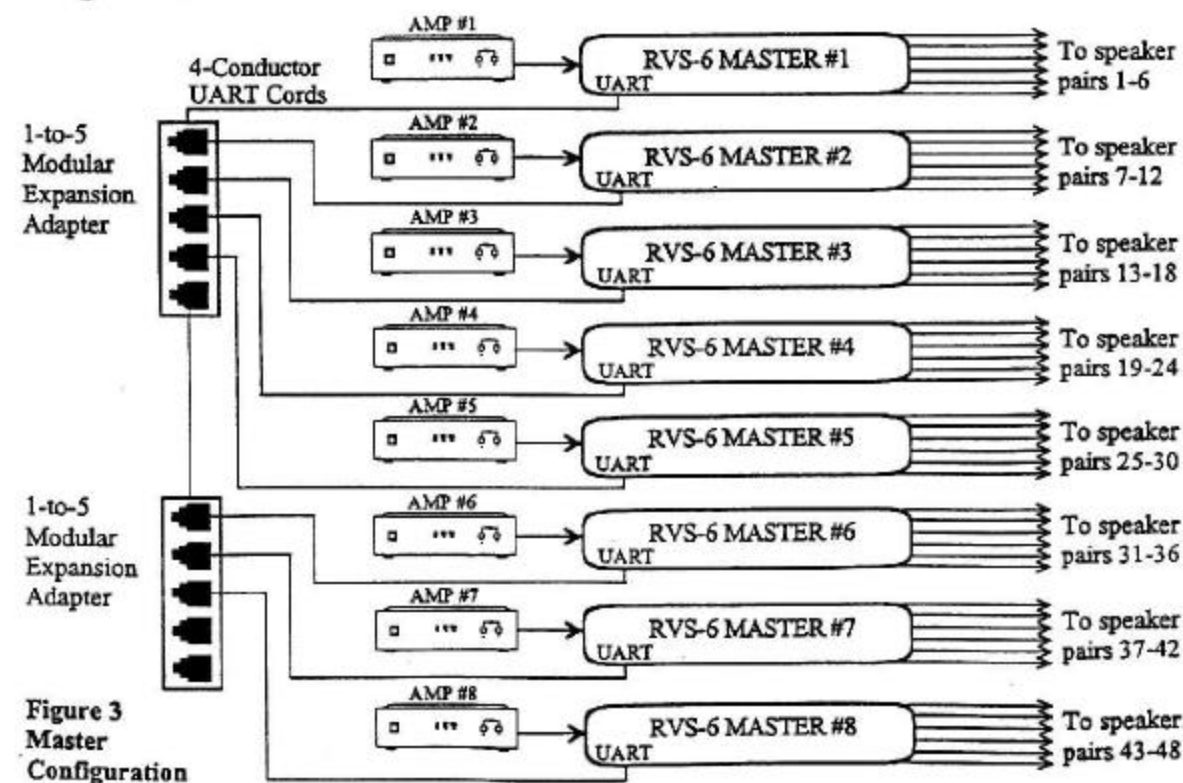 AMP #1
RVS-6 MASTER #1
UART
To speaker
pairs 1-6
4-Conductor
UART Cords
1-to-5
Modular
Expansion
Adapter
AMP #2
RVS-6 MASTER #2
UART
To speaker
pairs 7-12
AMP #3
RVS-6 MASTER #3
UART
To speaker
pairs 13-18
AMP #4
RVS-6 MASTER #4
UART
To speaker
pairs 19-24
AMP #5
RVS-6 MASTER #5
UART
To speaker
pairs 25-30
1-to-5
Modular
Expansion
Adapter
AMP #6
RVS-6 MASTER #6
UART
To speaker
pairs 31-36
AMP #7
RVS-6 MASTER #7
UART
To speaker
pairs 37-42
AMP #8
RVS-6 MASTER #8
UART
To speaker
pairs 43-48
Figure 3
Master
Configuration